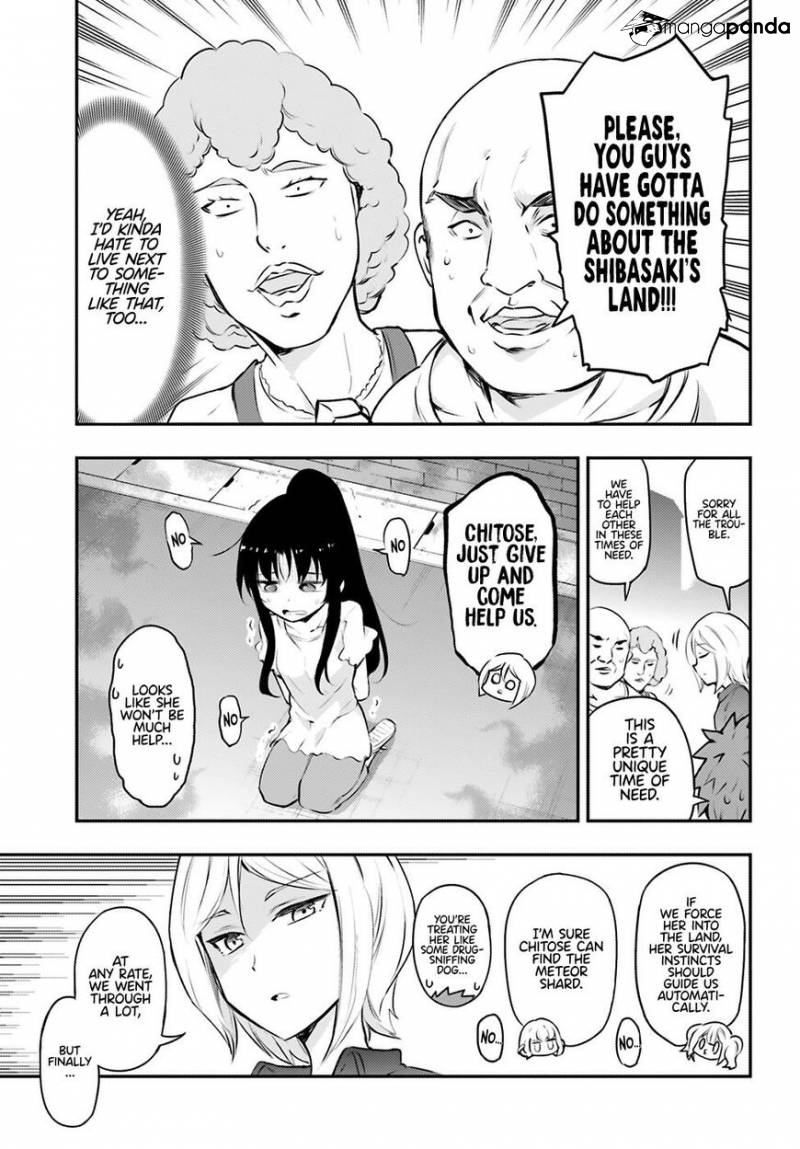 mangapanda
PLEASE,
YOU GUYS
HAVE GOTTA
DO SOMETHING
ABOUT THE
SHIBASAKI'S
LAND!!!
YEAH,
I'D KINDA
HATE TO
LIVE NEXT
TO SOME-
THING
LIKE THAT,
TOO...
SORRY
FOR ALL
THE TROU-
BLE.
WE
HAVE
TO HELP
EACH
OTHER
IN THESE
TIMES OF
NEED.
THIS
IS A
PRETTY
UNIQUE
TIME OF
NEED.
CHITOSE,
JUST GIVE
UP AND
COME
HELP US.
NO
NO
NO
LOOKS
LIKE SHE
WON'T BE
MUCH
HELP...
IF
WE FORCE
HER INTO
THE LAND,
HER SURVIVAL
INSTINCTS
SHOULD
GUIDE US
AUTOMATI-
CALLY.
I'M SURE
CHITOSE CAN
FIND THE
METEOR
SHARD.
NO...
YOU'RE
TREATING
HER LIKE
SOME DRUG-
SNIFFING
DOG...
NO...
AT
ANY RATE,
WE WENT
THROUGH
A LOT,
BUT
FINALLY
...